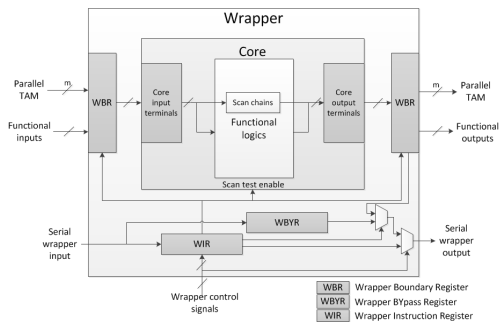 Wrapper
Core
Parallel
TAM
m
WBR
Core
input
terminals
Scan chains
Functional
logics
Core
output
terminals
WBR
m
Parallel
TAM
Functional
inputs
Functional
outputs
Scan test enable
WBYR
Serial
wrapper
input
WIR
Serial
wrapper
output
Wrapper control
signals
WBR Wrapper Boundary Register
WBYR Wrapper BYpass Register
WIR Wrapper Instruction Register